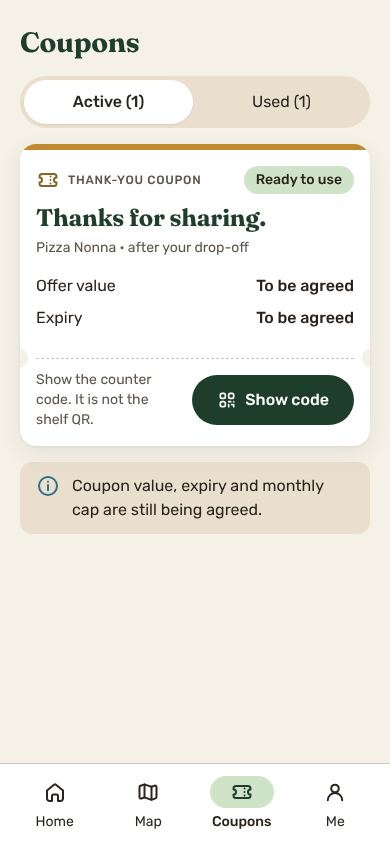 Coupons
Active (1)
Used (1)
THANK-YOU COUPON
Ready to use
Thanks for sharing.
Pizza Nonna • after your drop-off
Offer value
To be agreed
Expiry
To be agreed
Show the counter
code. It is not the
shelf QR.
Show code
Coupon value, expiry and monthly
cap are still being agreed.
Home
Map
Coupons
Me